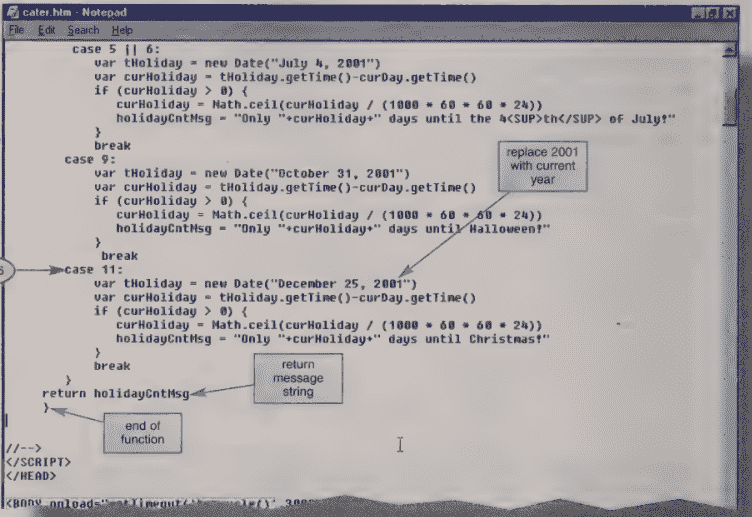 cater.htm - Notepad
File Edit Search Help
case 5 || 6:
var tHoliday = new Date("July 4, 2001")
var curHoliday = tHoliday.getTime()-curDay.getTime()
if (curHoliday > 0) {
curHoliday = Math.ceil(curHoliday / (1000 * 60 * 60 * 24))
holidayCntMsg = "Only "+curHoliday+" days until the 4<SUP>th</SUP> of July!"
}
break
case 9:
var tHoliday = new Date("October 31, 2001")
var curHoliday = tHoliday.getTime()-curDay.getTime()
if (curHoliday > 0) {
curHoliday = Math.ceil(curHoliday / (1000 * 60 * 60 * 24))
holidayCntMsg = "Only "+curHoliday+" days until Halloween!"
}
break
replace 2001
with current
year
6
case 11:
var tHoliday = new Date("December 25, 2001")
var curHoliday = tHoliday.getTime()-curDay.getTime()
if (curHoliday > 0) {
curHoliday = Math.ceil(curHoliday / (1000 * 60 * 60 * 24))
holidayCntMsg = "Only "+curHoliday+" days until Christmas!"
}
break
}
return holidayCntMsg
}
return
message
string
end of
function
//-->
</SCRIPT>
</HEAD>
<BODY